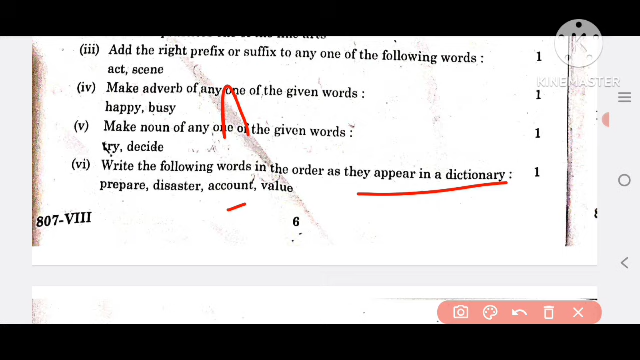 (iii) Add the right prefix or suffix to any one of the following words : 1
act, scene
(iv) Make adverb of any one of the given words : 1
happy, busy
(v) Make noun of any one of the given words : 1
try, decide
(vi) Write the following words in the order as they appear in a dictionary : 1
prepare, disaster, account, value
807-VIII 6
KINEMASTER